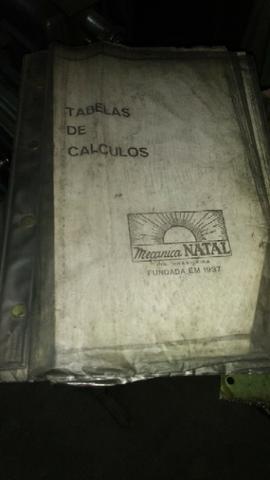 TABELAS
DE
CALCULOS
Mecanica NATAL
FUNDADA EM 1937